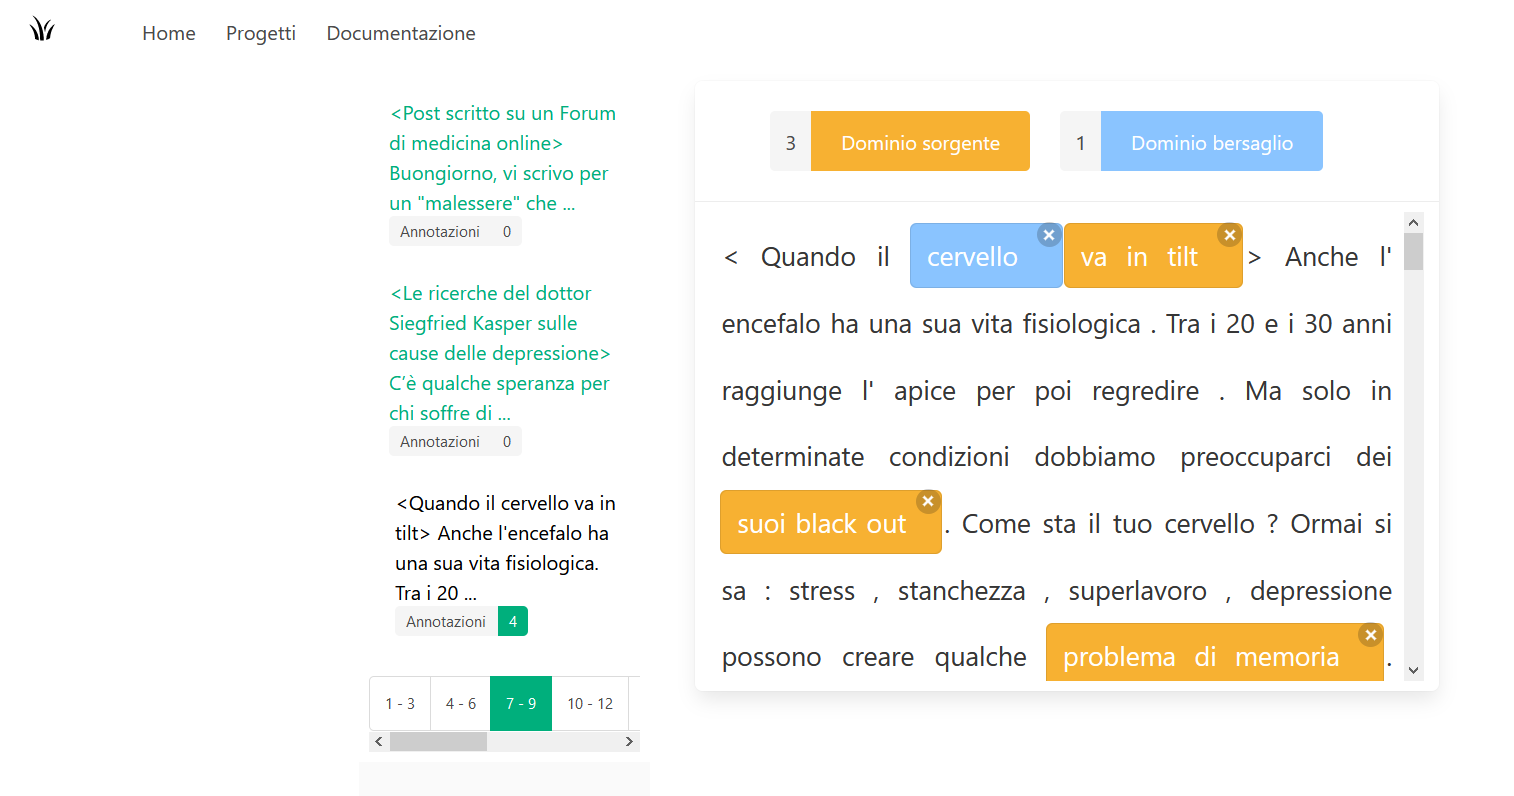 Home Progetti Documentazione
<Post scritto su un Forum
di medicina online>
Buongiorno, vi scrivo per
un "malessere" che ...
Annotazioni 0
<Le ricerche del dottor
Siegfried Kasper sulle
cause delle depressione>
C'è qualche speranza per
chi soffre di ...
Annotazioni 0
<Quando il cervello va in
tilt> Anche l'encefalo ha
una sua vita fisiologica.
Tra i 20 ...
Annotazioni 4
1 - 3 4 - 6 7 - 9 10 - 12
3 Dominio sorgente 1 Dominio bersaglio
< Quando il cervello va in tilt > Anche l'
encefalo ha una sua vita fisiologica . Tra i 20 e i 30 anni
raggiunge l' apice per poi regredire . Ma solo in
determinate condizioni dobbiamo preoccuparci dei
suoi black out . Come sta il tuo cervello ? Ormai si
sa : stress , stanchezza , superlavoro , depressione
possono creare qualche problema di memoria .